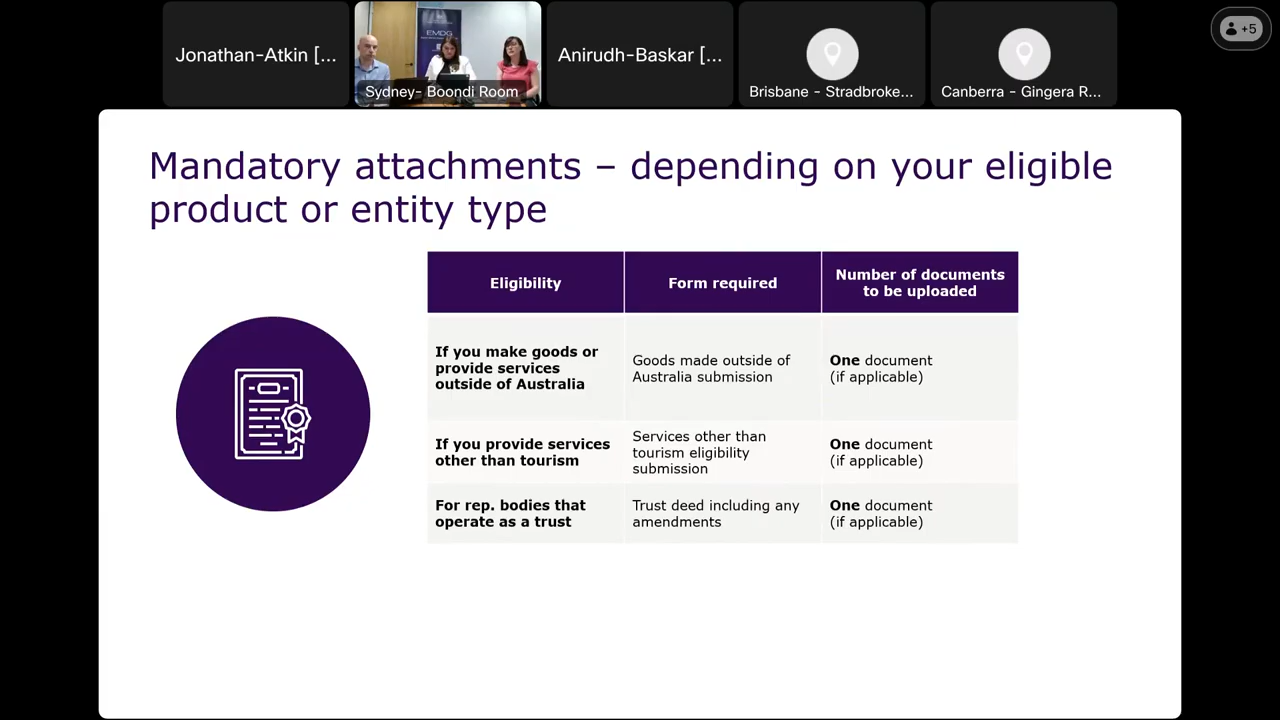 Jonathan-Atkin [...
EMDG
Sydney- Boondi Room
Anirudh-Baskar [...
Brisbane - Stradbroke...
Canberra - Gingera R...
+5
Mandatory attachments – depending on your eligible
product or entity type
Eligibility
Form required
Number of documents
to be uploaded
If you make goods or
provide services
outside of Australia
Goods made outside of
Australia submission
One document
(if applicable)
If you provide services
other than tourism
Services other than
tourism eligibility
submission
One document
(if applicable)
For rep. bodies that
operate as a trust
Trust deed including any
amendments
One document
(if applicable)